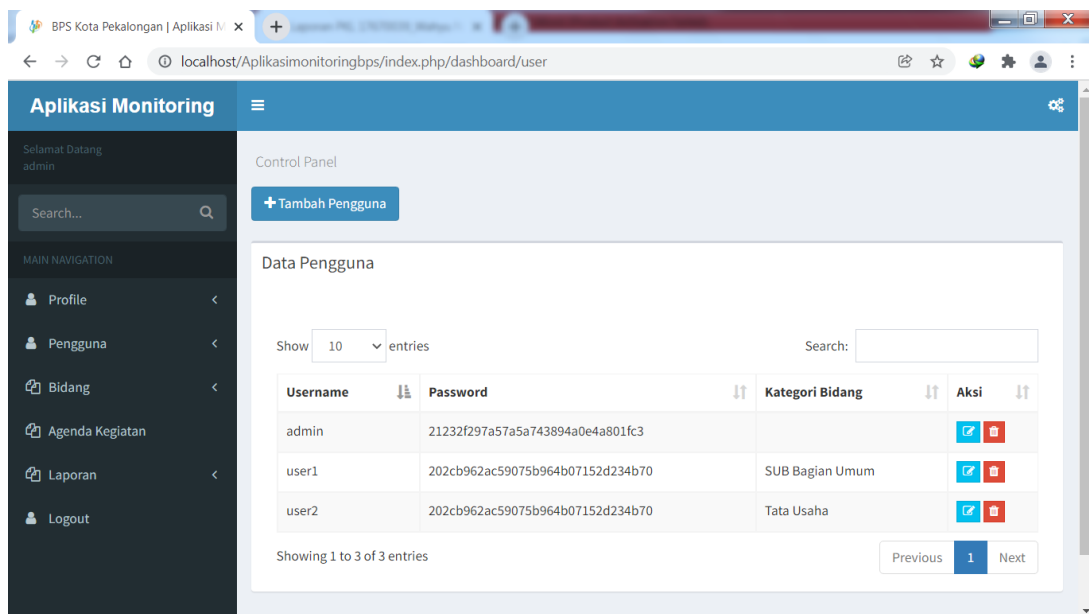 BPS Kota Pekalongan | Aplikasi M
localhost/Aplikasimonitoringbps/index.php/dashboard/user
Aplikasi Monitoring
Selamat Datang
admin
Search...
MAIN NAVIGATION
Profile
Pengguna
Bidang
Agenda Kegiatan
Laporan
Logout
Control Panel
Tambah Pengguna
Data Pengguna
Show 10 entries Search:
Username Password Kategori Bidang Aksi
admin 21232f297a57a5a743894a0e4a801fc3
user1 202cb962ac59075b964b07152d234b70 SUB Bagian Umum
user2 202cb962ac59075b964b07152d234b70 Tata Usaha
Showing 1 to 3 of 3 entries Previous 1 Next